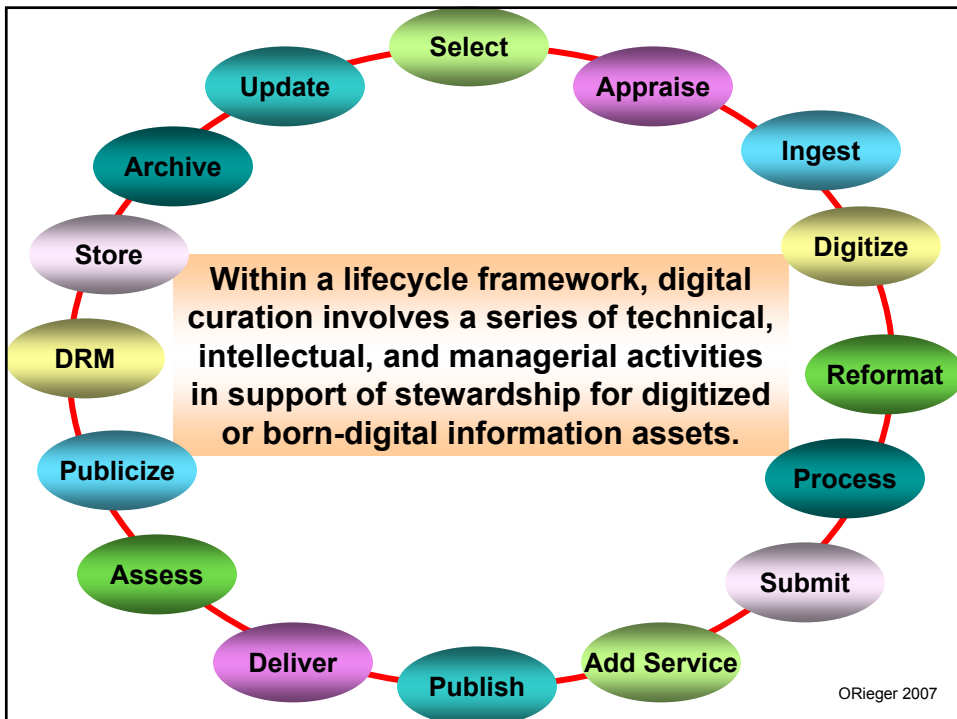 Select
Appraise
Ingest
Digitize
Reformat
Process
Submit
Add Service
Publish
Deliver
Assess
Publicize
DRM
Store
Archive
Update
Within a lifecycle framework, digital
curation involves a series of technical,
intellectual, and managerial activities
in support of stewardship for digitized
or born-digital information assets.
ORieger 2007